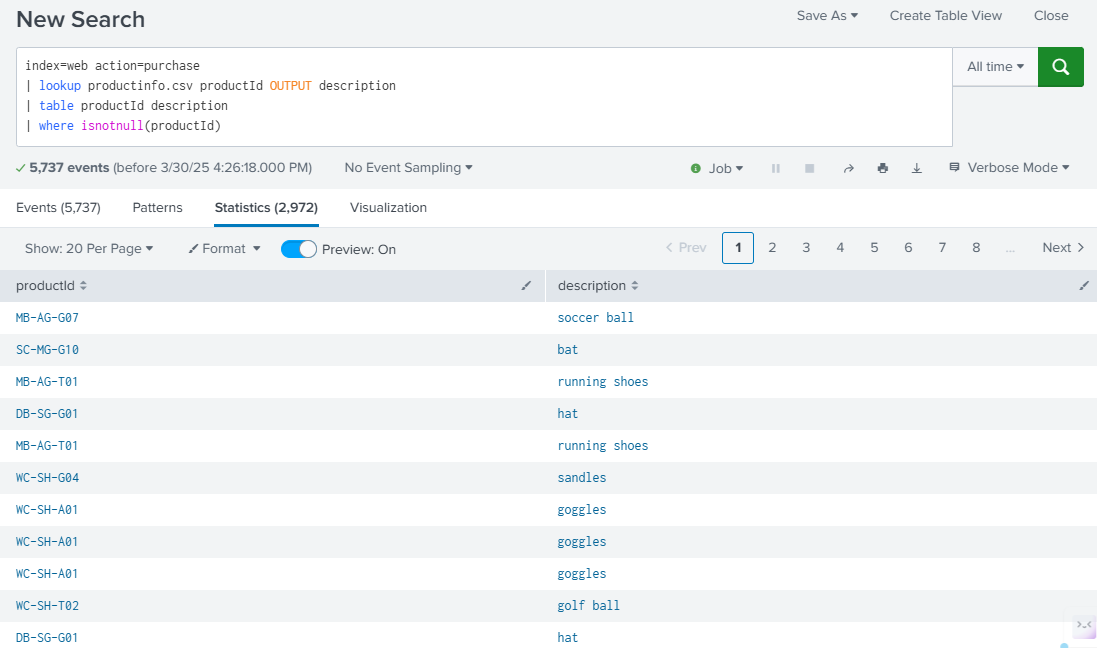 New Search
Save As Create Table View Close
index=web action=purchase
| lookup productinfo.csv productId OUTPUT description
| table productId description
| where isnotnull(productId)
All time
5,737 events (before 3/30/25 4:26:18.000 PM) No Event Sampling Job Verbose Mode
Events (5,737) Patterns Statistics (2,972) Visualization
Show: 20 Per Page Format Preview: On
Prev 1 2 3 4 5 6 7 8 ... Next
productId description
MB-AG-G07 soccer ball
SC-MG-G10 bat
MB-AG-T01 running shoes
DB-SG-G01 hat
MB-AG-T01 running shoes
WC-SH-G04 sandles
WC-SH-A01 goggles
WC-SH-A01 goggles
WC-SH-A01 goggles
WC-SH-T02 golf ball
DB-SG-G01 hat